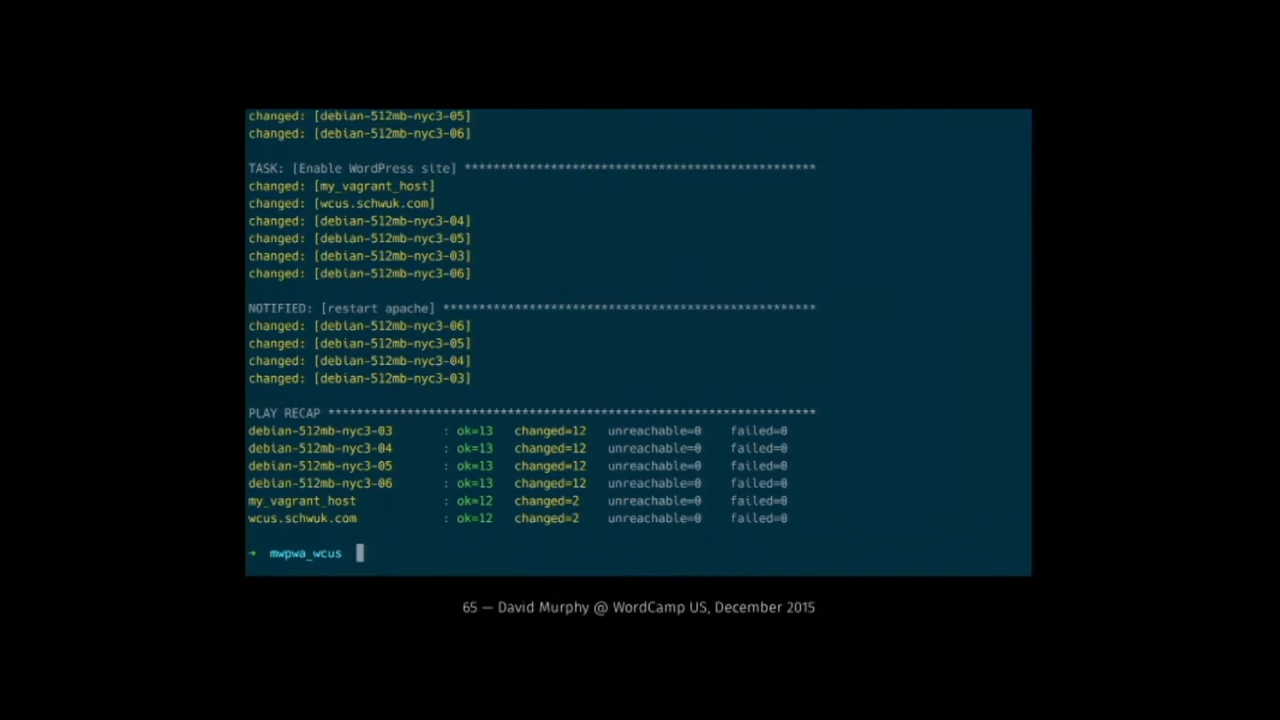 changed: [debian-512mb-nyc3-05]
changed: [debian-512mb-nyc3-06]
TASK: [Enable WordPress site] *************************************************
changed: [my_vagrant_host]
changed: [wcus.schwuk.com]
changed: [debian-512mb-nyc3-04]
changed: [debian-512mb-nyc3-05]
changed: [debian-512mb-nyc3-03]
changed: [debian-512mb-nyc3-06]
NOTIFIED: [restart apache] ****************************************************
changed: [debian-512mb-nyc3-06]
changed: [debian-512mb-nyc3-05]
changed: [debian-512mb-nyc3-04]
changed: [debian-512mb-nyc3-03]
PLAY RECAP ********************************************************************
debian-512mb-nyc3-03 : ok=13 changed=12 unreachable=0 failed=0
debian-512mb-nyc3-04 : ok=13 changed=12 unreachable=0 failed=0
debian-512mb-nyc3-05 : ok=13 changed=12 unreachable=0 failed=0
debian-512mb-nyc3-06 : ok=13 changed=12 unreachable=0 failed=0
my_vagrant_host : ok=12 changed=2 unreachable=0 failed=0
wcus.schwuk.com : ok=12 changed=2 unreachable=0 failed=0
➜ mwpwa_wcus
65 — David Murphy @ WordCamp US, December 2015